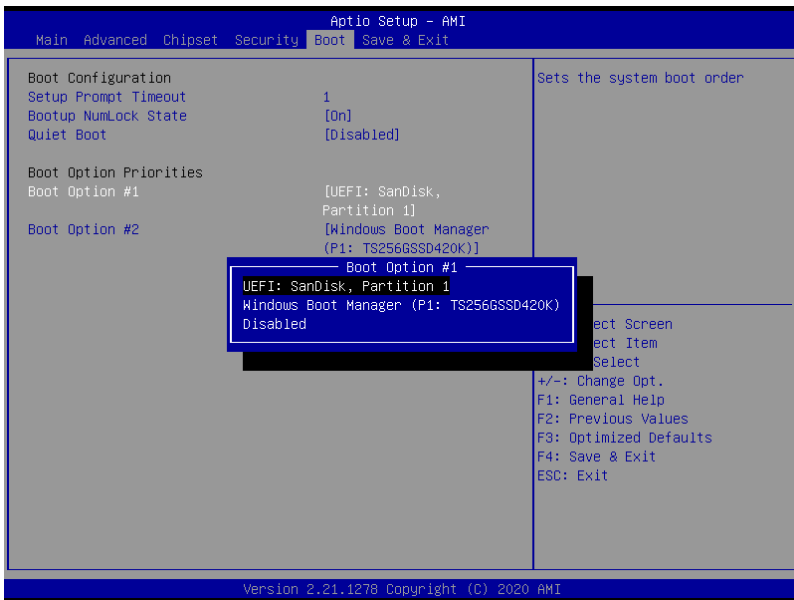 Aptio Setup – AMI
Main Advanced Chipset Security Boot Save & Exit
Boot Configuration
Setup Prompt Timeout 1
Bootup NumLock State [On]
Quiet Boot [Disabled]
Boot Option Priorities
Boot Option #1 [UEFI: SanDisk,
Partition 1]
Boot Option #2 [Windows Boot Manager
(P1: TS256GSSD420K)]
Boot Option #1
UEFI: SanDisk, Partition 1
Windows Boot Manager (P1: TS256GSSD420K)
Disabled
Sets the system boot order
Screen
Item
Select
+/-: Change Opt.
F1: General Help
F2: Previous Values
F3: Optimized Defaults
F4: Save & Exit
ESC: Exit
Version 2.21.1278 Copyright (C) 2020 AMI